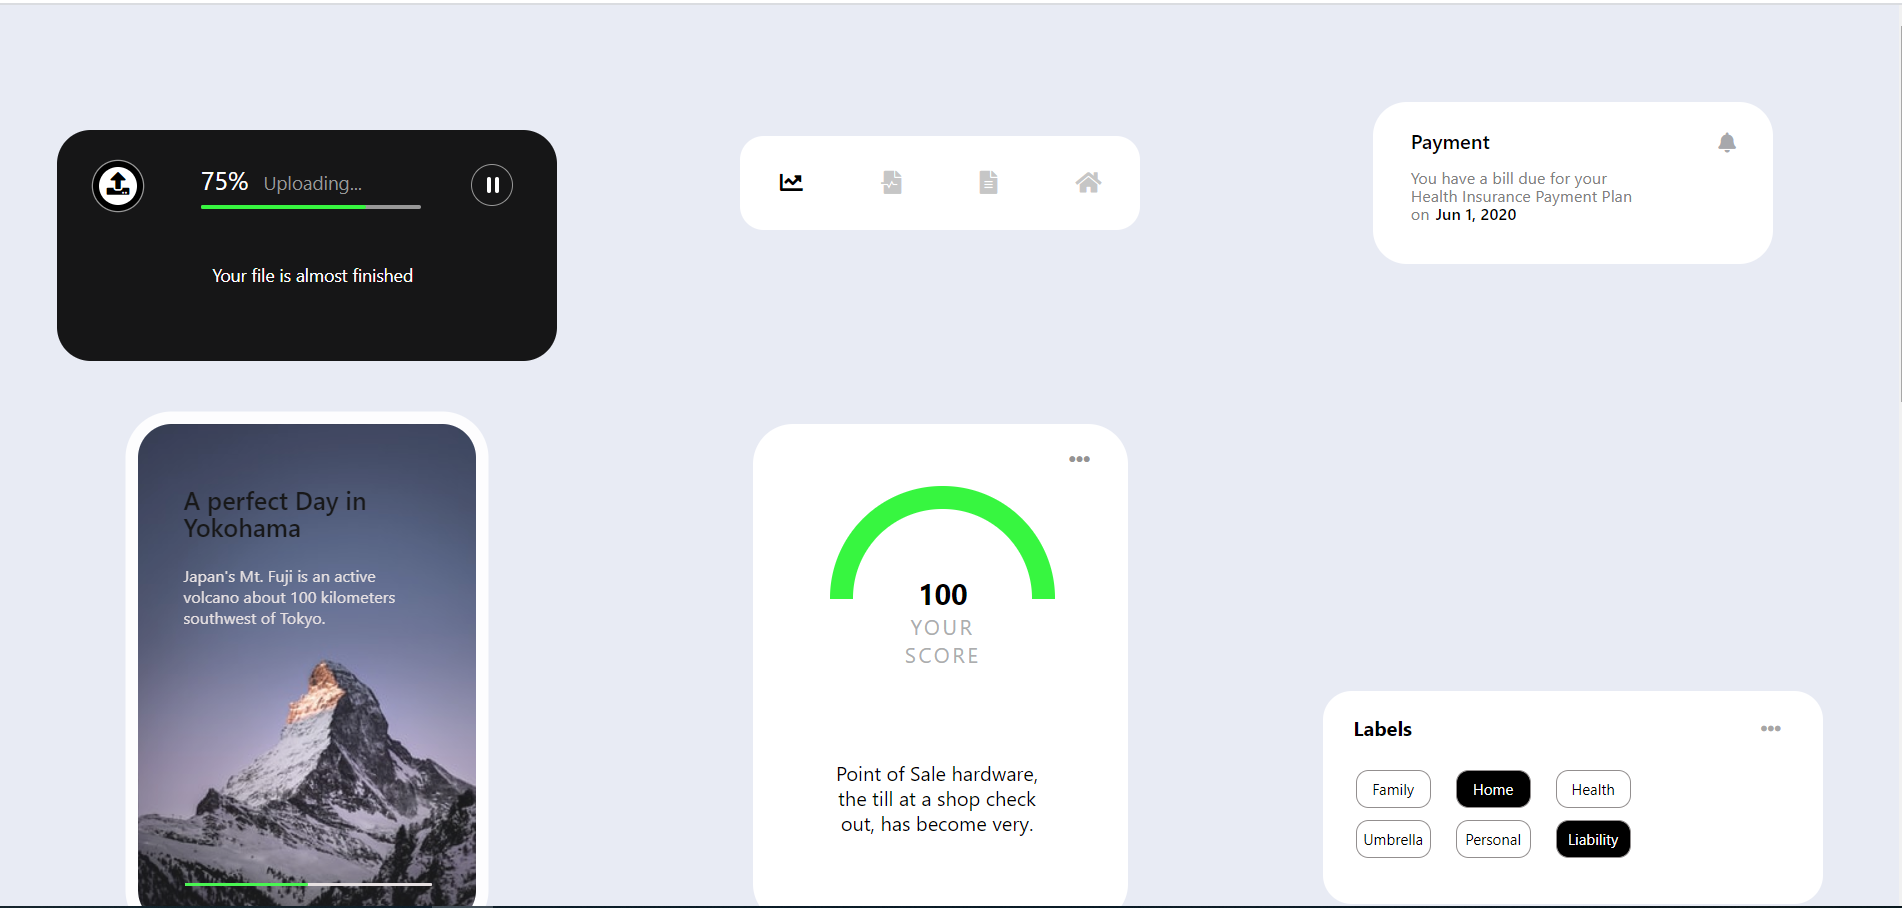 75% Uploading...
Your file is almost finished
Payment
You have a bill due for your
Health Insurance Payment Plan
on Jun 1, 2020
A perfect Day in
Yokohama
Japan's Mt. Fuji is an active
volcano about 100 kilometers
southwest of Tokyo.
100
YOUR
SCORE
Point of Sale hardware,
the till at a shop check
out, has become very.
Labels
Family Home Health
Umbrella Personal Liability